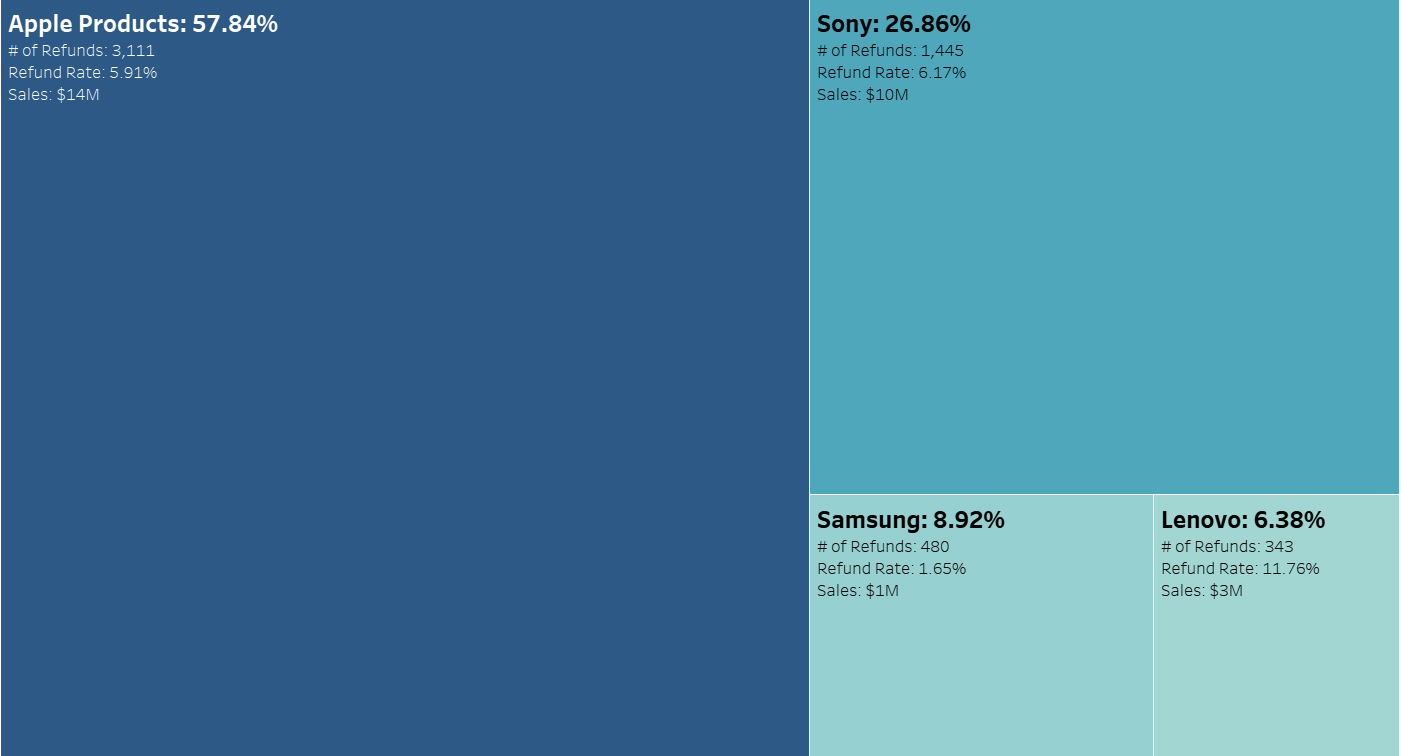 Apple Products: 57.84%
# of Refunds: 3,111
Refund Rate: 5.91%
Sales: $14M
Sony: 26.86%
# of Refunds: 1,445
Refund Rate: 6.17%
Sales: $10M
Samsung: 8.92%
# of Refunds: 480
Refund Rate: 1.65%
Sales: $1M
Lenovo: 6.38%
# of Refunds: 343
Refund Rate: 11.76%
Sales: $3M